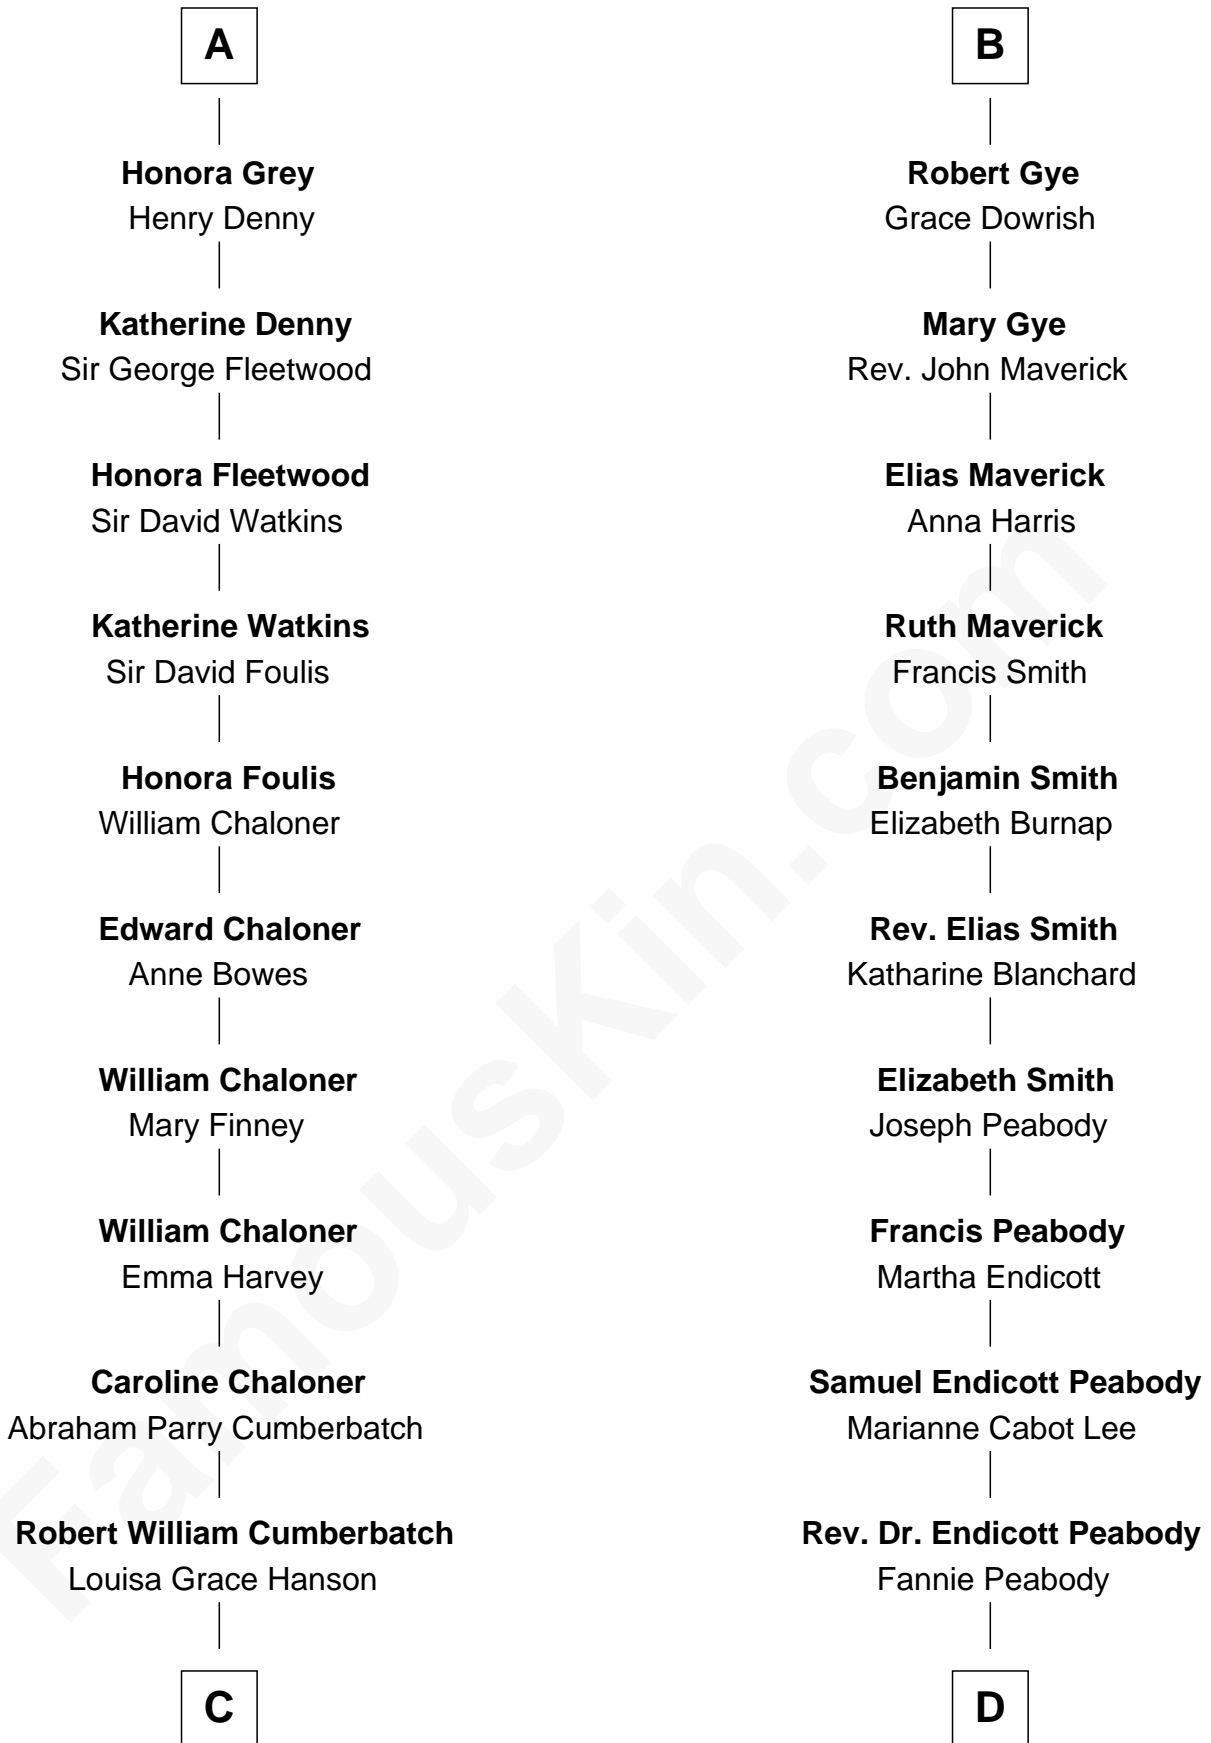 A
Honora Grey
Henry Denny
Katherine Denny
Sir George Fleetwood
Honora Fleetwood
Sir David Watkins
Katherine Watkins
Sir David Foulis
Honora Foulis
William Chaloner
Edward Chaloner
Anne Bowes
William Chaloner
Mary Finney
William Chaloner
Emma Harvey
Caroline Chaloner
Abraham Parry Cumberbatch
Robert William Cumberbatch
Louisa Grace Hanson
C
B
Robert Gye
Grace Dowrish
Mary Gye
Rev. John Maverick
Elias Maverick
Anna Harris
Ruth Maverick
Francis Smith
Benjamin Smith
Elizabeth Burnap
Rev. Elias Smith
Katharine Blanchard
Elizabeth Smith
Joseph Peabody
Francis Peabody
Martha Endicott
Samuel Endicott Peabody
Marianne Cabot Lee
Rev. Dr. Endicott Peabody
Fannie Peabody
D
FamousKin.com